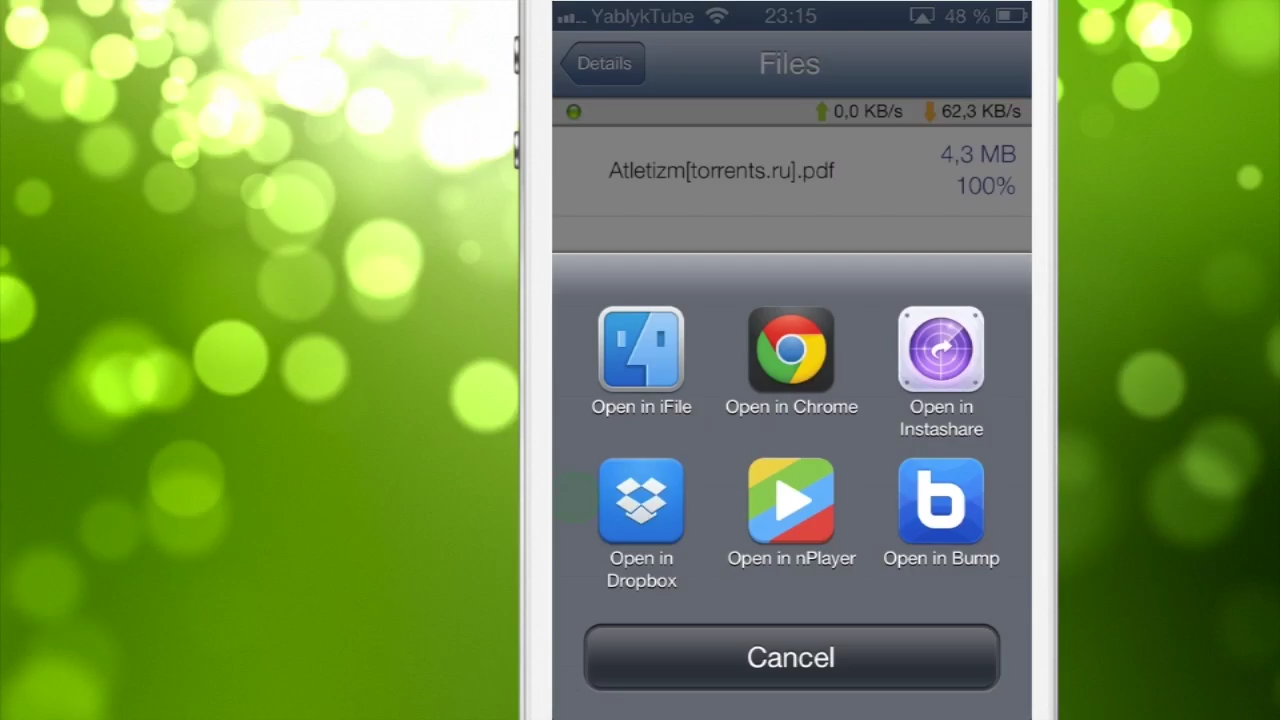 YablykTube 23:15 48 %
Details Files
0,0 KB/s 62,3 KB/s
Atletizm[torrents.ru].pdf 4,3 MB
100%
Open in iFile Open in Chrome Open in
Instashare
Open in Open in nPlayer Open in Bump
Dropbox
Cancel